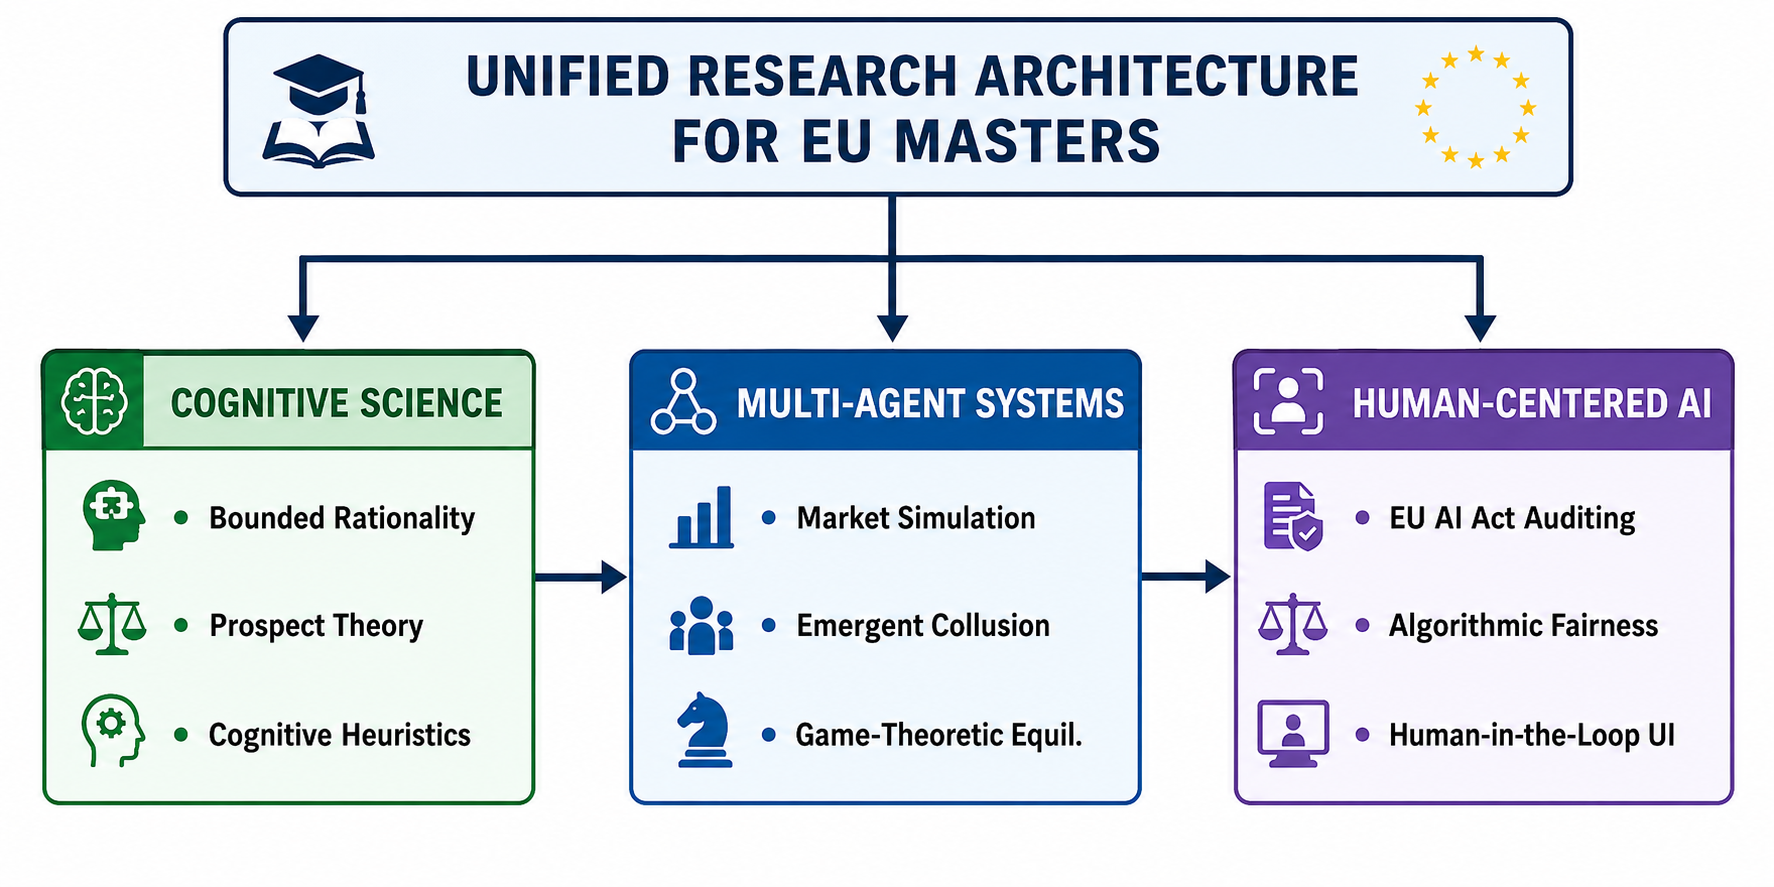 UNIFIED RESEARCH ARCHITECTURE
FOR EU MASTERS
COGNITIVE SCIENCE
• Bounded Rationality
• Prospect Theory
• Cognitive Heuristics
MULTI-AGENT SYSTEMS
• Market Simulation
• Emergent Collusion
• Game-Theoretic Equil.
HUMAN-CENTERED AI
• EU AI Act Auditing
• Algorithmic Fairness
• Human-in-the-Loop UI